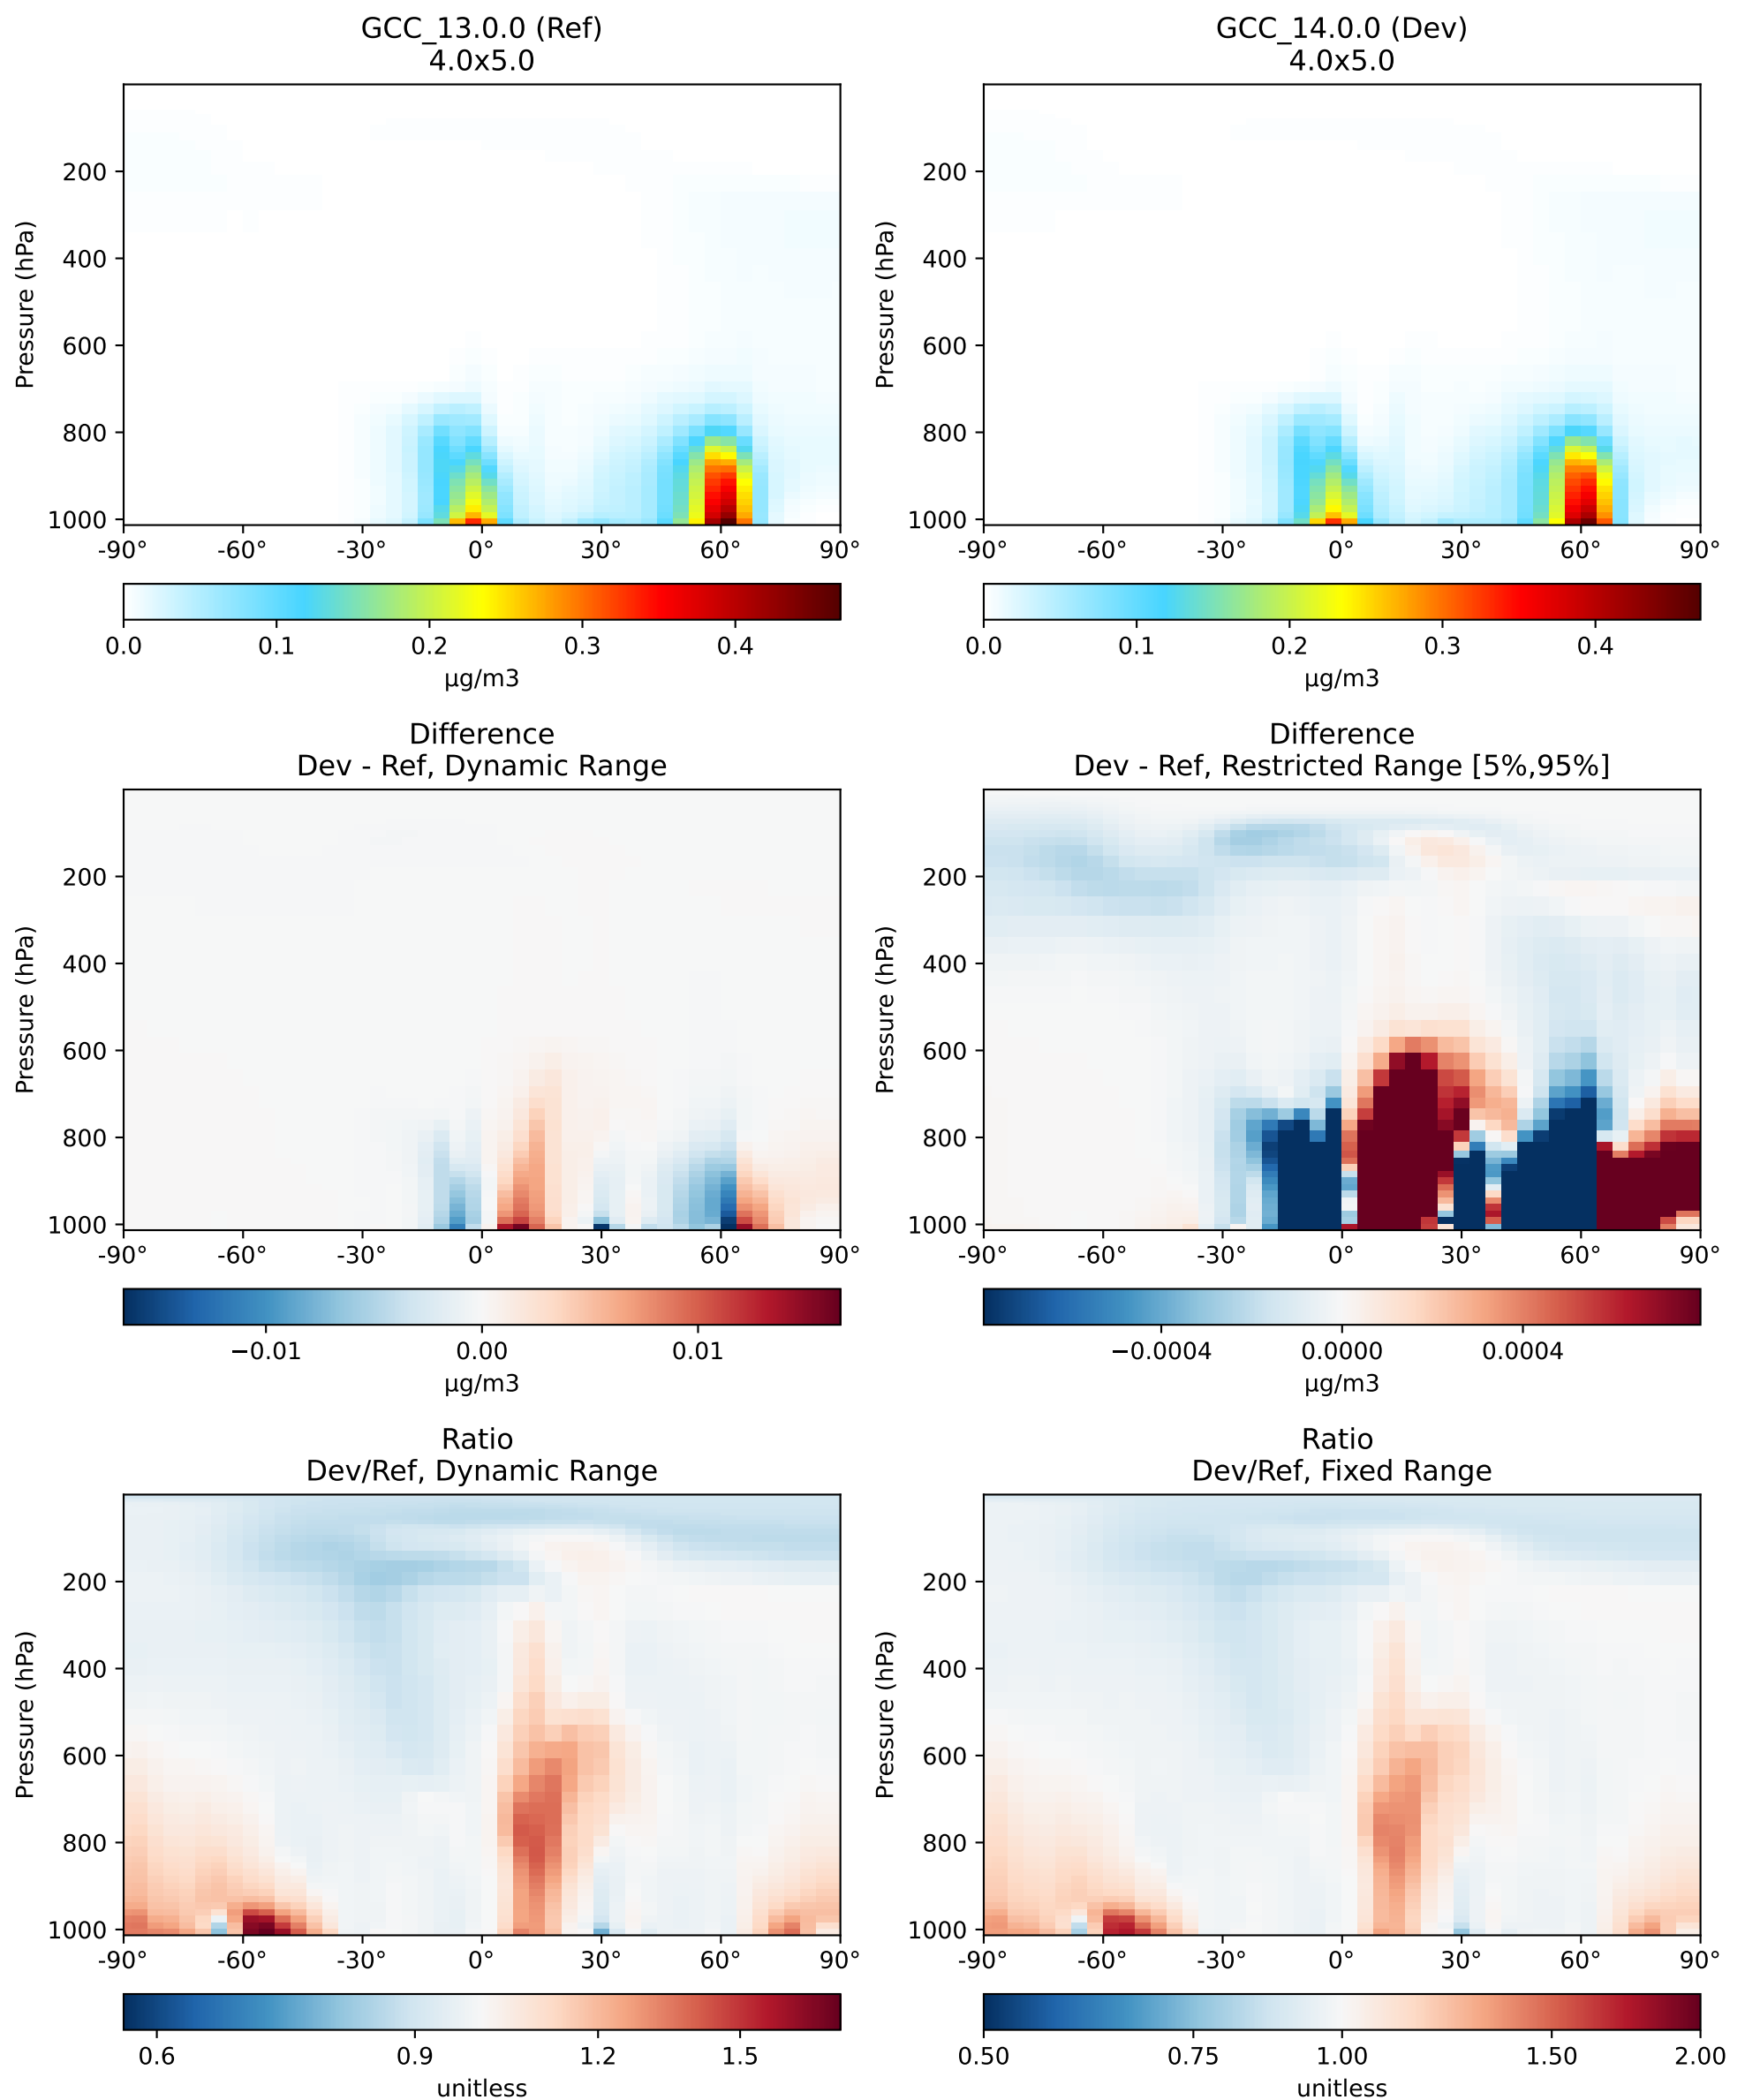 GCC_13.0.0 (Ref)
4.0x5.0
Pressure (hPa)
200
400
600
800
1000
-90° -60° -30° 0° 30° 60° 90°
0.0 0.1 0.2 0.3 0.4
µg/m3
GCC_14.0.0 (Dev)
4.0x5.0
Pressure (hPa)
200
400
600
800
1000
-90° -60° -30° 0° 30° 60° 90°
0.0 0.1 0.2 0.3 0.4
µg/m3
Difference
Dev - Ref, Dynamic Range
Pressure (hPa)
200
400
600
800
1000
-90° -60° -30° 0° 30° 60° 90°
−0.01 0.00 0.01
µg/m3
Difference
Dev - Ref, Restricted Range [5%,95%]
Pressure (hPa)
200
400
600
800
1000
-90° -60° -30° 0° 30° 60° 90°
−0.0004 0.0000 0.0004
µg/m3
Ratio
Dev/Ref, Dynamic Range
Pressure (hPa)
200
400
600
800
1000
-90° -60° -30° 0° 30° 60° 90°
0.6 0.9 1.2 1.5
unitless
Ratio
Dev/Ref, Fixed Range
Pressure (hPa)
200
400
600
800
1000
-90° -60° -30° 0° 30° 60° 90°
0.50 0.75 1.00 1.50 2.00
unitless